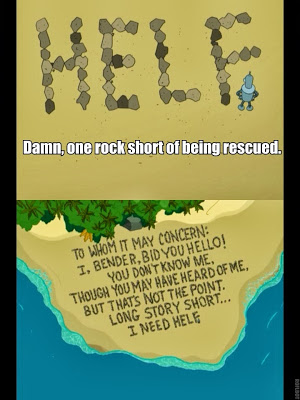 HELF
Damn, one rock short of being rescued.
TO WHOM IT MAY CONCERN:
I, BENDER, BID YOU HELLO!
YOU DON'T KNOW ME,
THOUGH YOU MAY HAVE HEARD OF ME,
BUT THAT'S NOT THE POINT.
LONG STORY SHORT...
I NEED HELF